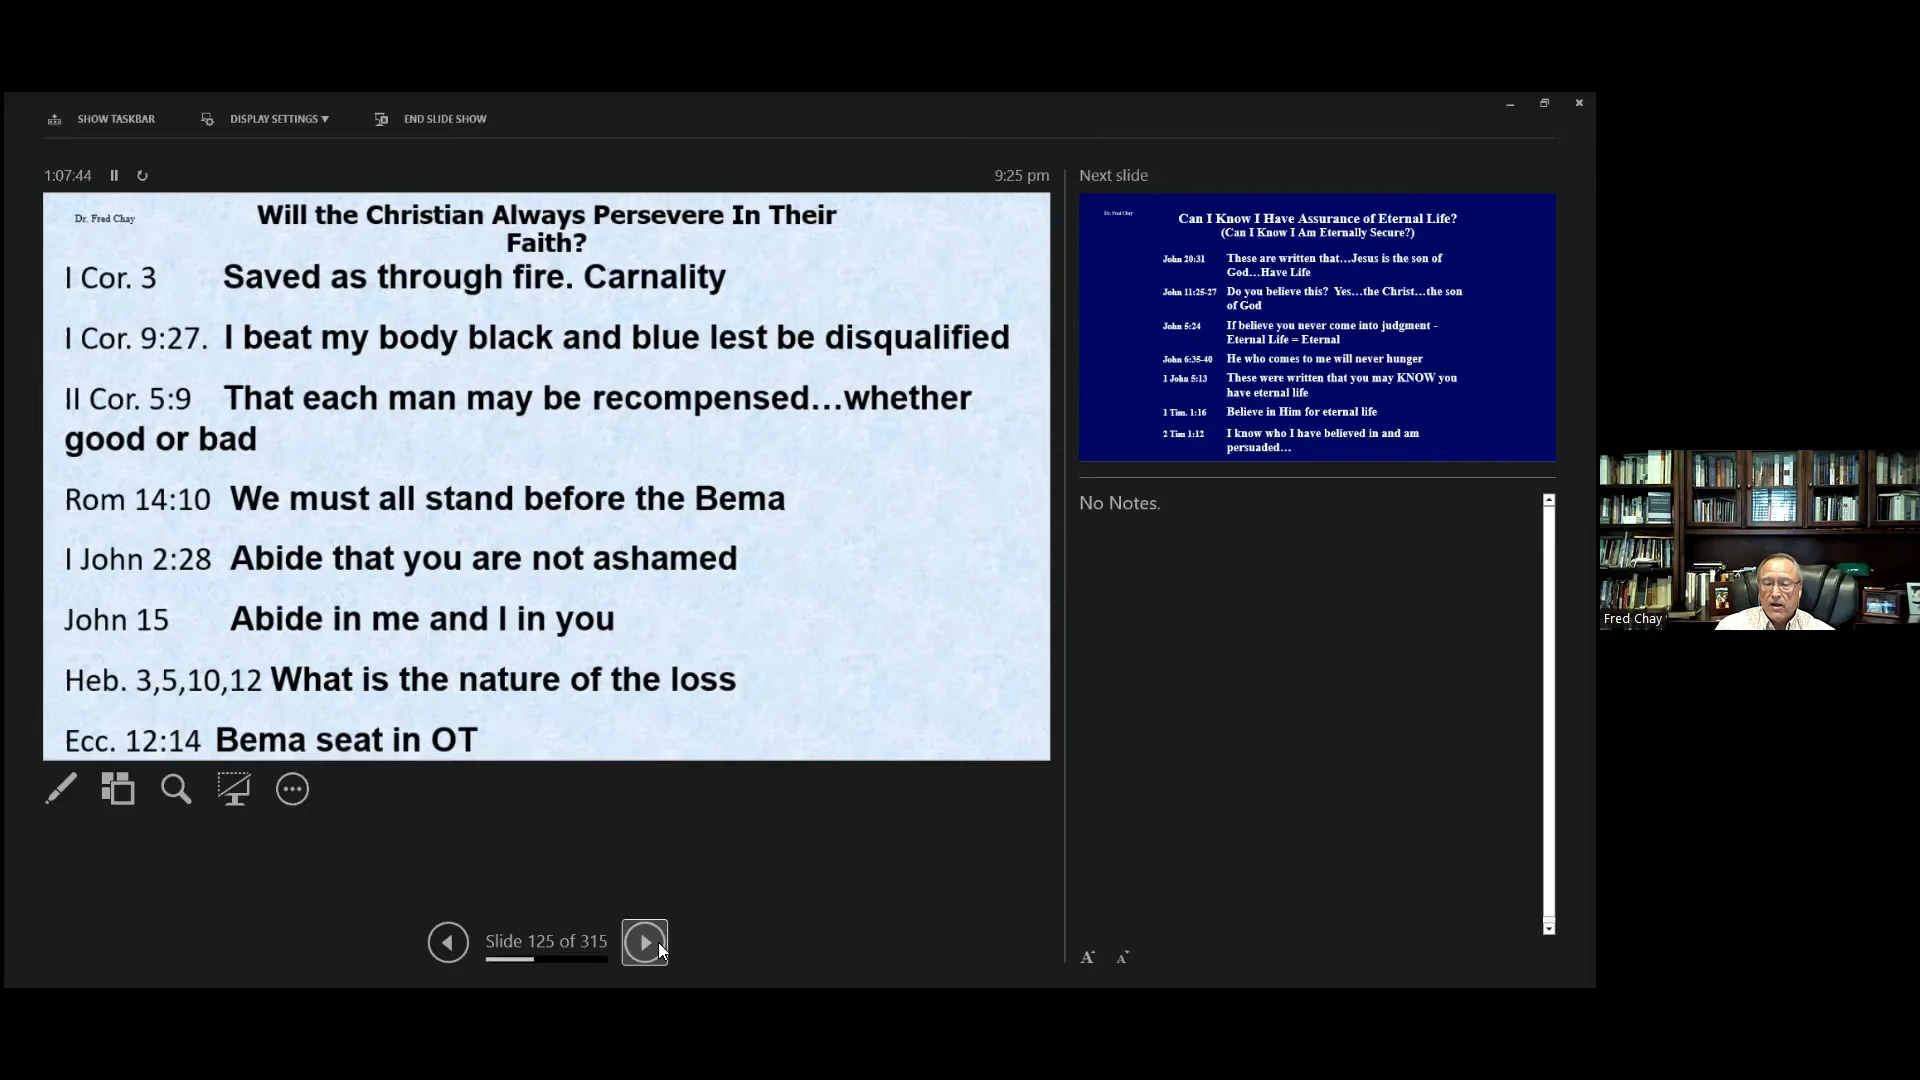 SHOW TASKBAR
DISPLAY SETTINGS
END SLIDE SHOW
1:07:44
9:25 pm
Dr. Fred Chay
Will the Christian Always Persevere In Their
Faith?
I Cor. 3 Saved as through fire. Carnality
I Cor. 9:27. I beat my body black and blue lest be disqualified
II Cor. 5:9 That each man may be recompensed...whether
good or bad
Rom 14:10 We must all stand before the Bema
I John 2:28 Abide that you are not ashamed
John 15 Abide in me and I in you
Heb. 3,5,10,12 What is the nature of the loss
Ecc. 12:14 Bema seat in OT
Slide 125 of 315
Next slide
Dr. Fred Chay
Can I Know I Have Assurance of Eternal Life?
(Can I Know I Am Eternally Secure?)
John 20:31 These are written that...Jesus is the son of
God...Have Life
John 11:25-27 Do you believe this? Yes...the Christ...the son
of God
John 5:24 If believe you never come into judgment -
Eternal Life = Eternal
John 6:35-40 He who comes to me will never hunger
1 John 5:13 These were written that you may KNOW you
have eternal life
1 Tim. 1:16 Believe in Him for eternal life
2 Tim 1:12 I know who I have believed in and am
persuaded...
No Notes.
A A
Fred Chay